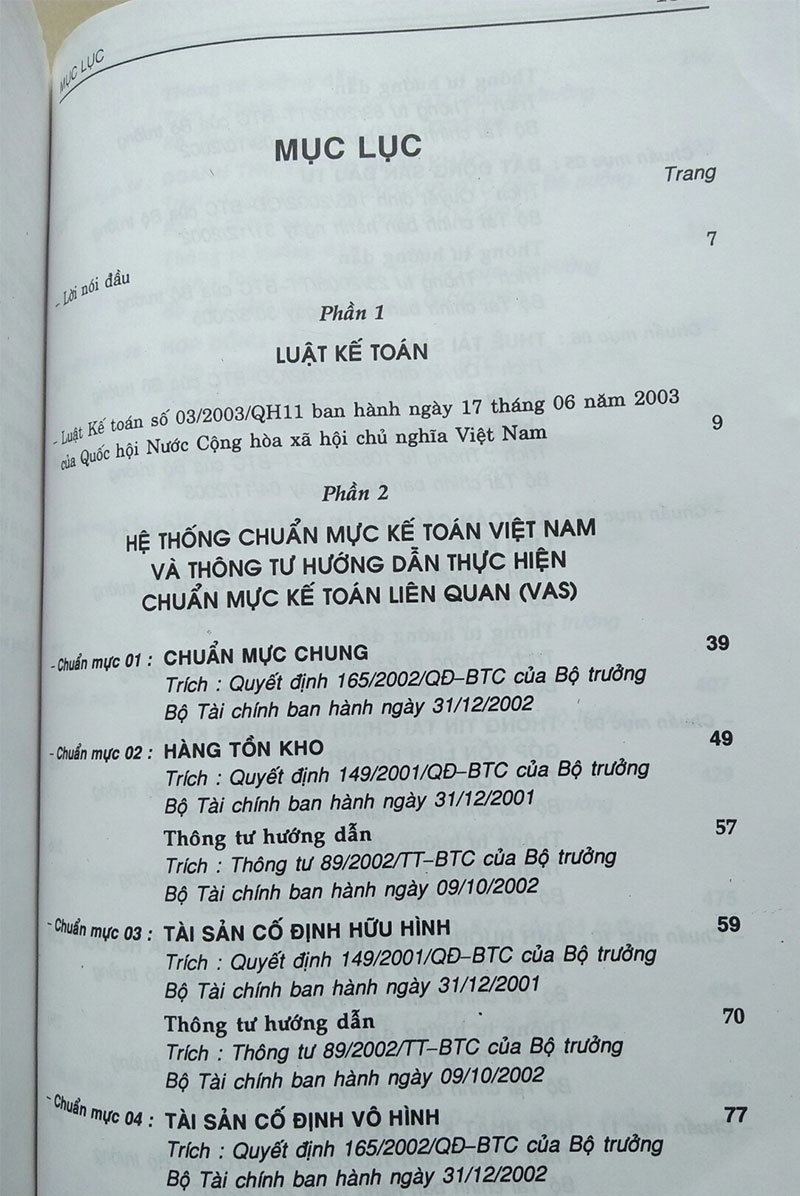 MỤC LỤC
MỤC LỤC
Trang
- Lời nói đầu 7
Phần 1
LUẬT KẾ TOÁN
- Luật Kế toán số 03/2003/QH11 ban hành ngày 17 tháng 06 năm 2003
của Quốc hội Nước Cộng hòa xã hội chủ nghĩa Việt Nam 9
Phần 2
HỆ THỐNG CHUẨN MỰC KẾ TOÁN VIỆT NAM
VÀ THÔNG TƯ HƯỚNG DẪN THỰC HIỆN
CHUẨN MỰC KẾ TOÁN LIÊN QUAN (VAS)
- Chuẩn mực 01 : CHUẨN MỰC CHUNG 39
Trích : Quyết định 165/2002/QĐ–BTC của Bộ trưởng
Bộ Tài chính ban hành ngày 31/12/2002
- Chuẩn mực 02 : HÀNG TỒN KHO 49
Trích : Quyết định 149/2001/QĐ–BTC của Bộ trưởng
Bộ Tài chính ban hành ngày 31/12/2001
Thông tư hướng dẫn 57
Trích : Thông tư 89/2002/TT–BTC của Bộ trưởng
Bộ Tài chính ban hành ngày 09/10/2002
- Chuẩn mực 03 : TÀI SẢN CỐ ĐỊNH HỮU HÌNH 59
Trích : Quyết định 149/2001/QĐ–BTC của Bộ trưởng
Bộ Tài chính ban hành ngày 31/12/2001
Thông tư hướng dẫn 70
Trích : Thông tư 89/2002/TT–BTC của Bộ trưởng
Bộ Tài chính ban hành ngày 09/10/2002
- Chuẩn mực 04 : TÀI SẢN CỐ ĐỊNH VÔ HÌNH 77
Trích : Quyết định 165/2002/QĐ–BTC của Bộ trưởng
Bộ Tài chính ban hành ngày 31/12/2002